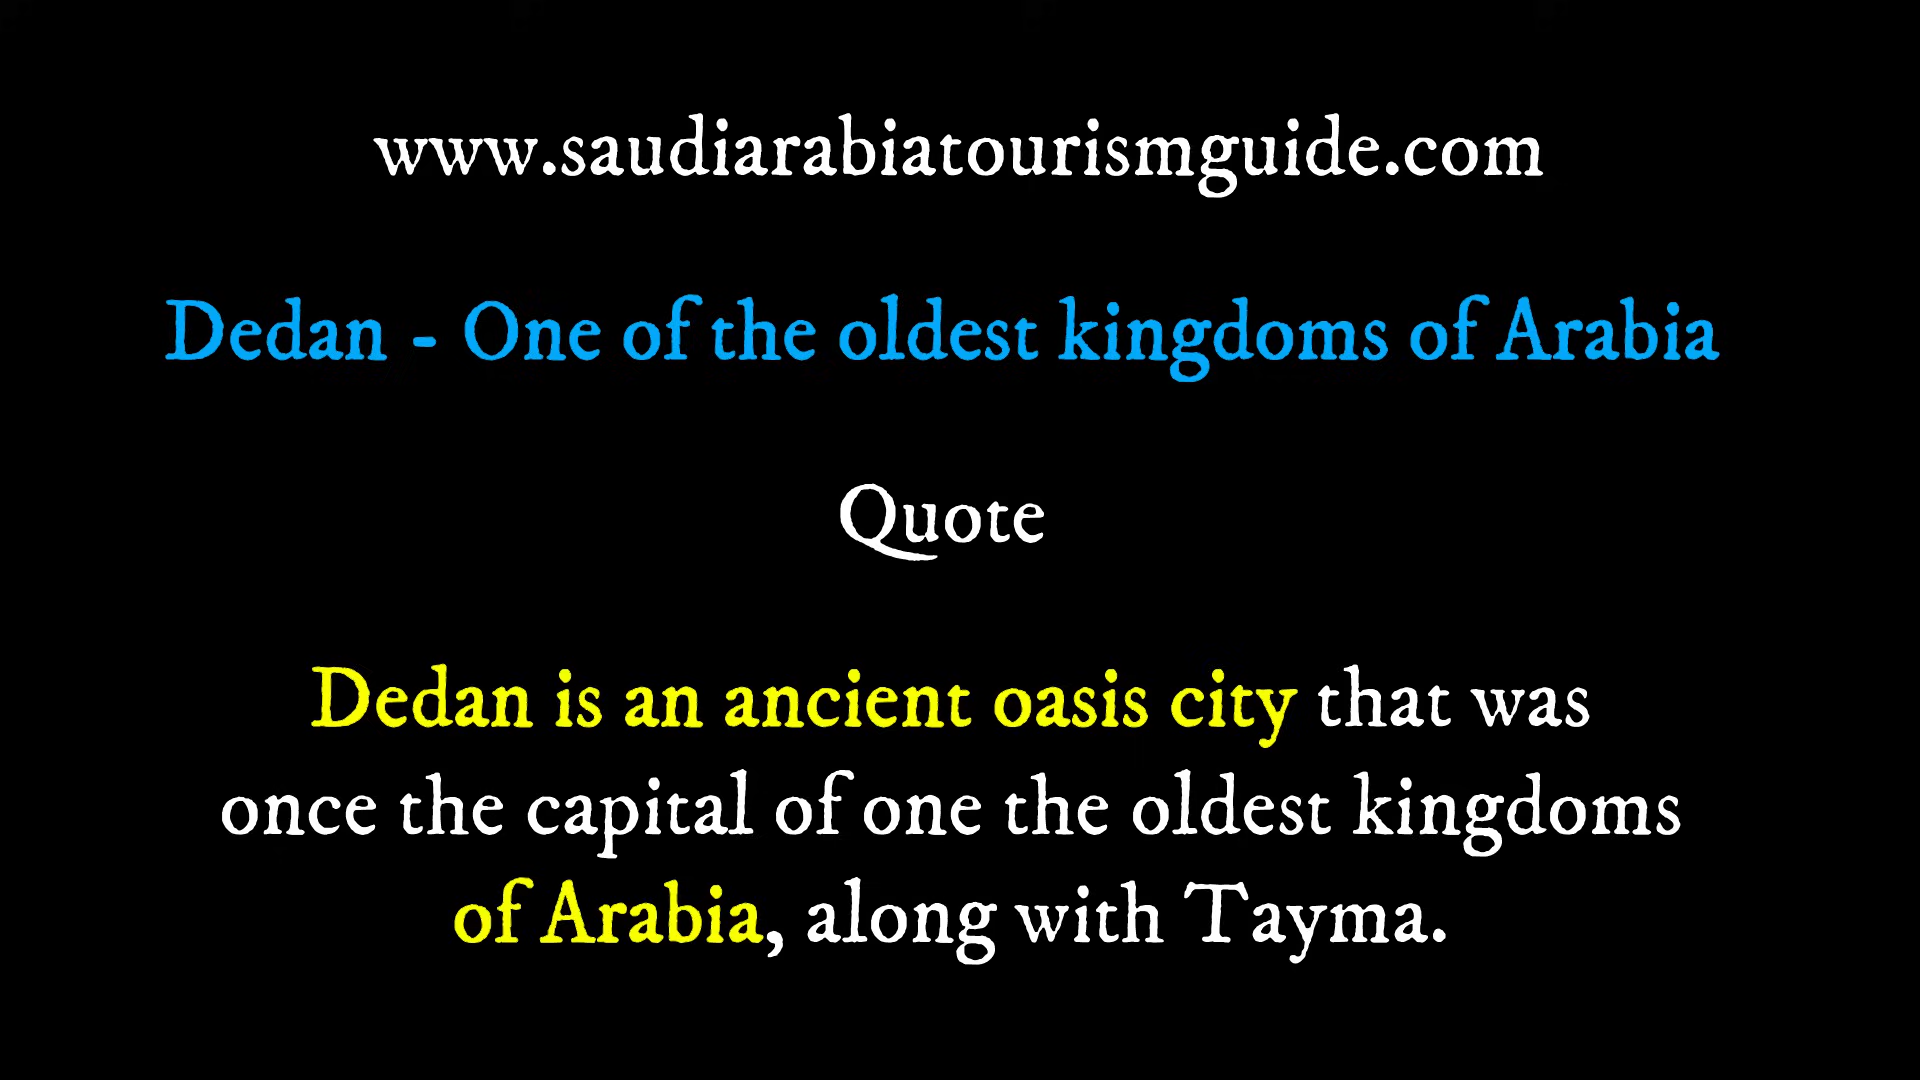 www.saudiarabiatourismguide.com
Dedan - One of the oldest kingdoms of Arabia
Quote
Dedan is an ancient oasis city that was
once the capital of one the oldest kingdoms
of Arabia, along with Tayma.